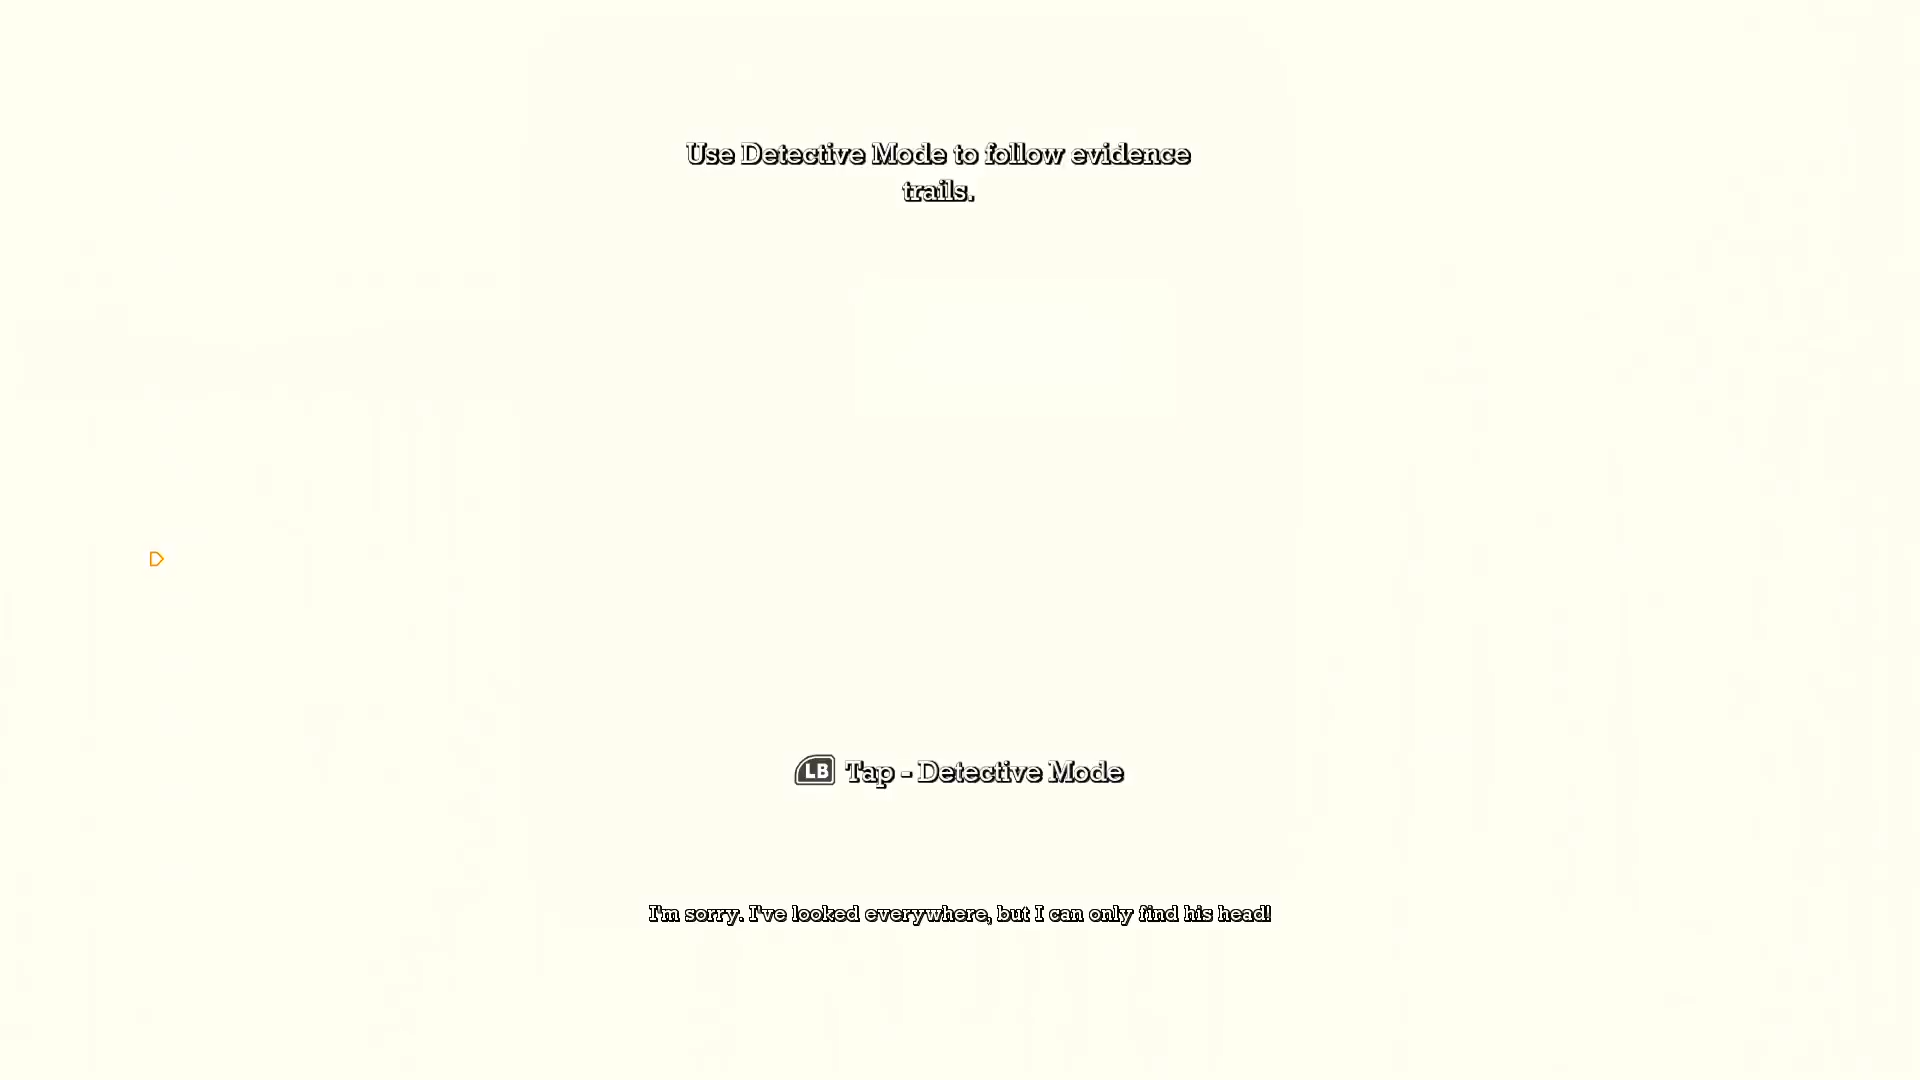 Use Detective Mode to follow evidence
trails.
LB Tap - Detective Mode
I'm sorry. I've looked everywhere, but I can only find his head!